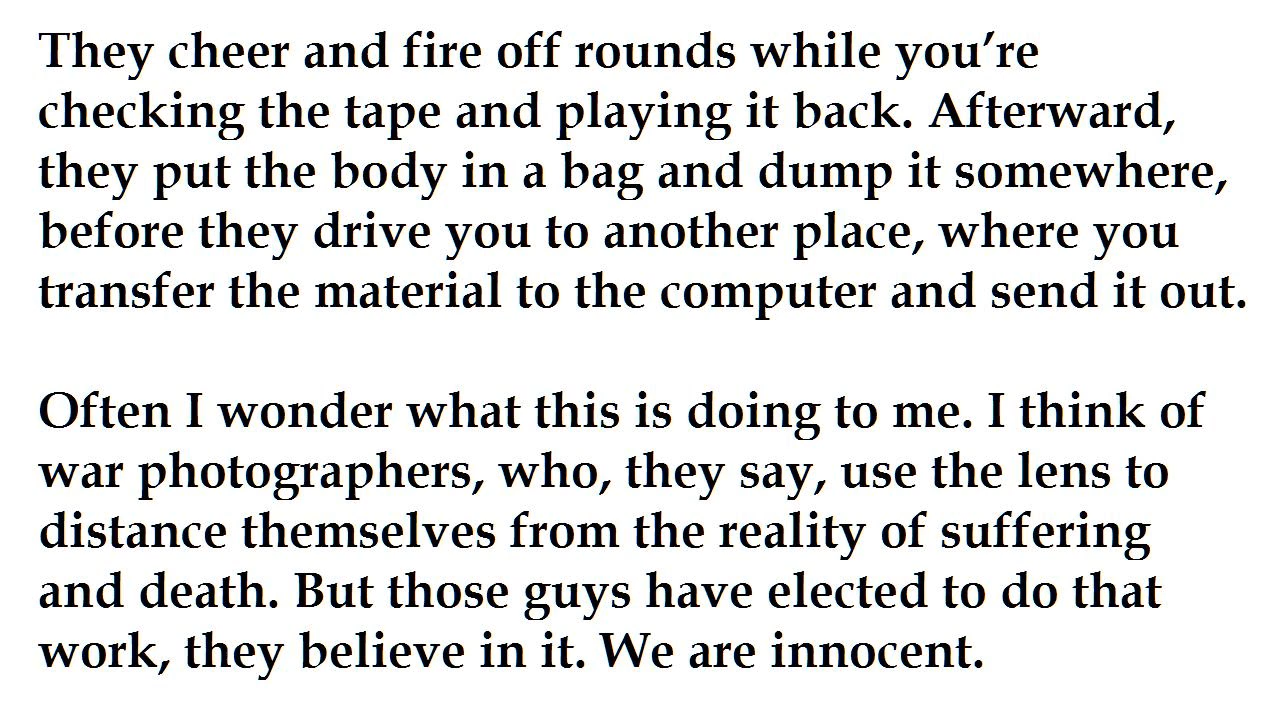 They cheer and fire off rounds while you’re
checking the tape and playing it back. Afterward,
they put the body in a bag and dump it somewhere,
before they drive you to another place, where you
transfer the material to the computer and send it out.
Often I wonder what this is doing to me. I think of
war photographers, who, they say, use the lens to
distance themselves from the reality of suffering
and death. But those guys have elected to do that
work, they believe in it. We are innocent.